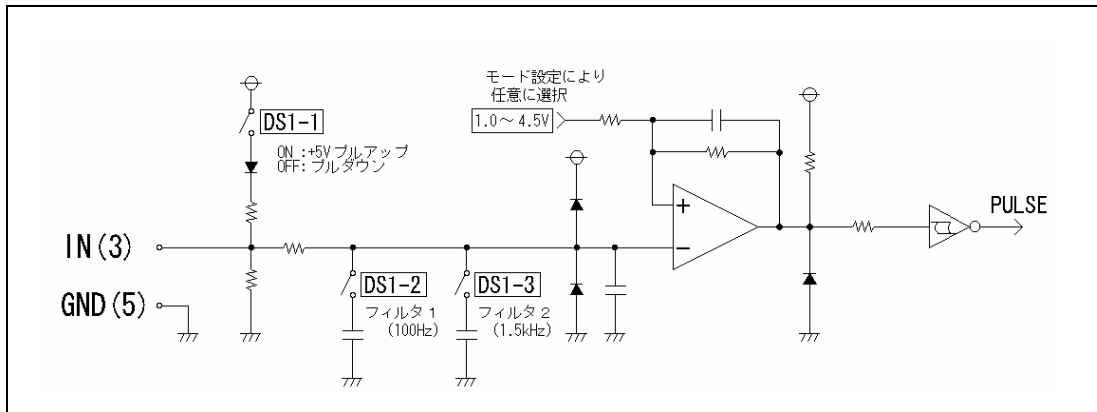 モード設定により
任意に選択
1.0～4.5V
DS1-1
ON :+5Vプルアップ
OFF:プルダウン
+
−
PULSE
IN(3)
GND(5)
DS1-2
フィルタ1
(100Hz)
DS1-3
フィルタ2
(1.5kHz)